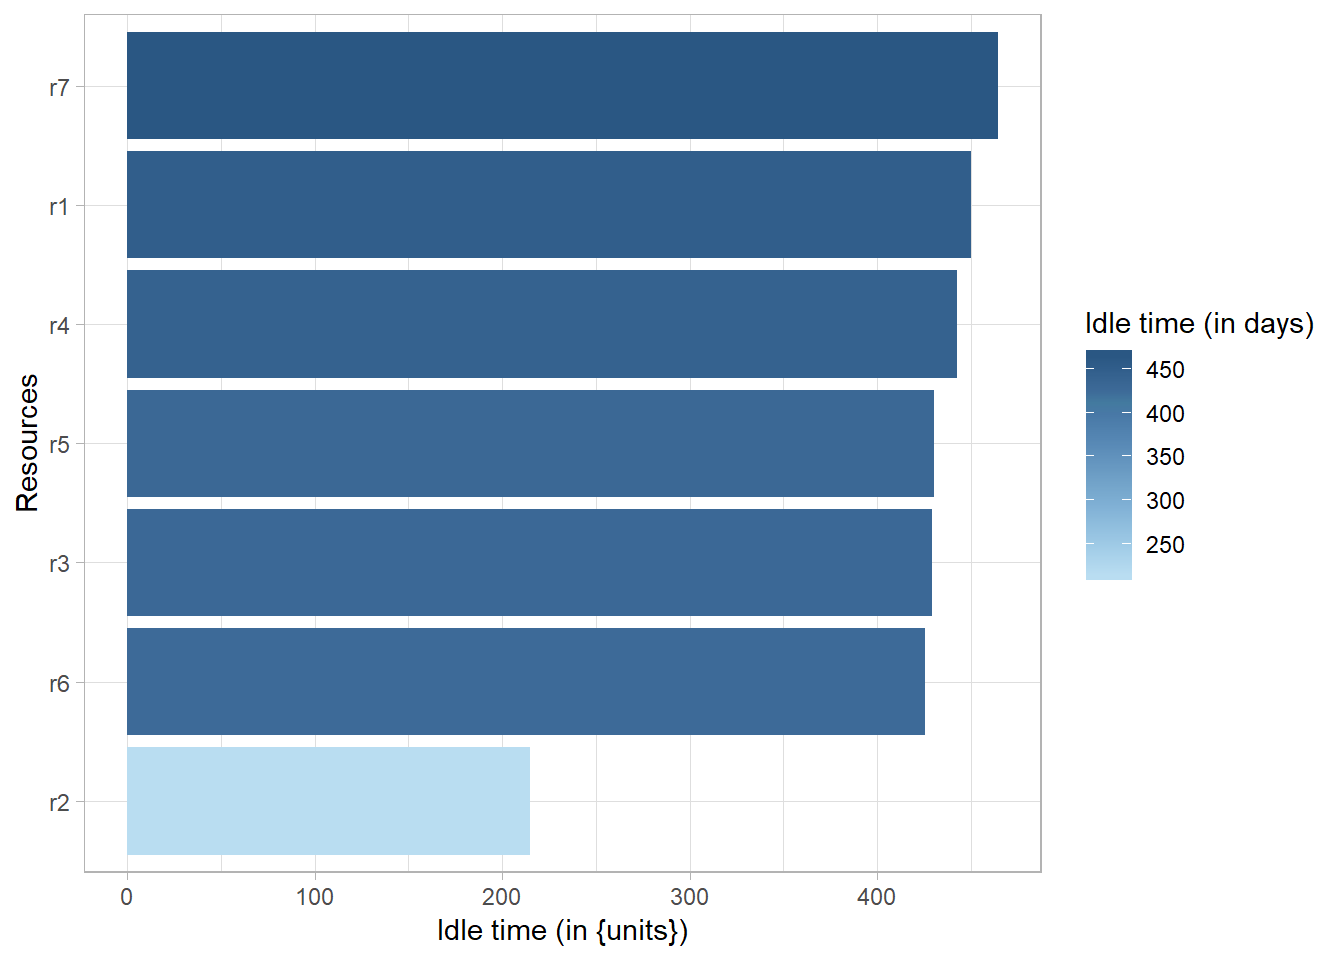 r7
r1
r4
r5
r3
r6
r2
Resources
0 100 200 300 400
Idle time (in {units})
Idle time (in days)
450
400
350
300
250